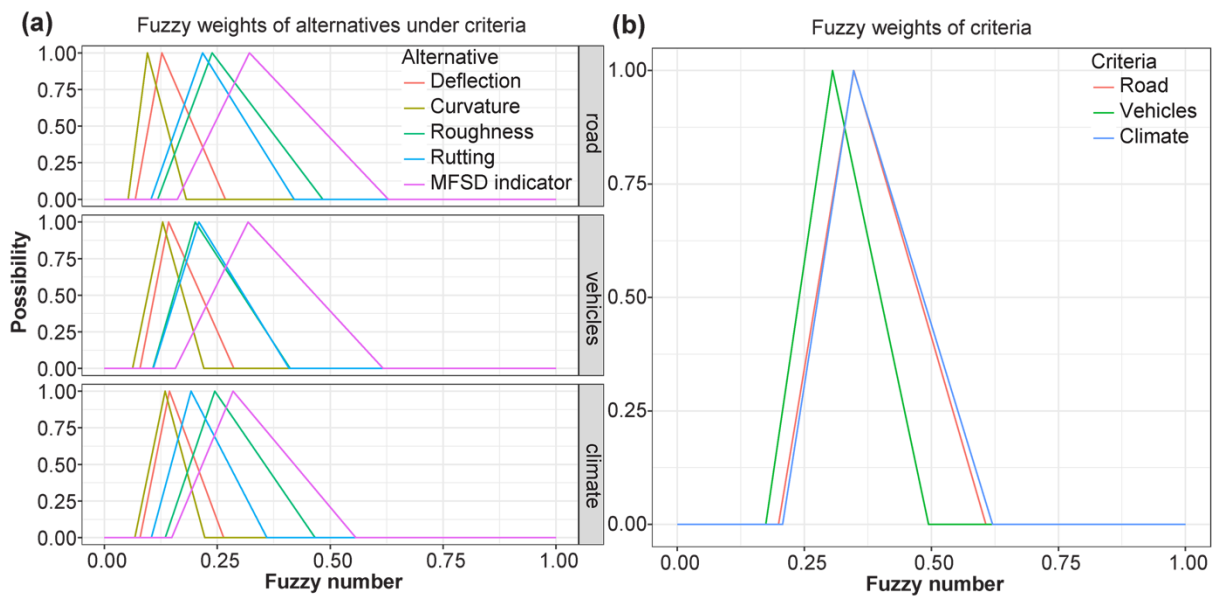 (a)
Fuzzy weights of alternatives under criteria
1.00
0.75
0.50
0.25
0.00
Alternative
Deflection
Curvature
Roughness
Rutting
MFSD indicator
road
1.00
0.75
0.50
0.25
0.00
vehicles
1.00
0.75
0.50
0.25
0.00
climate
Possibility
0.00 0.25 0.50 0.75 1.00
Fuzzy number
(b)
Fuzzy weights of criteria
1.00
0.75
0.50
0.25
0.00
Criteria
Road
Vehicles
Climate
0.00 0.25 0.50 0.75 1.00
Fuzzy number